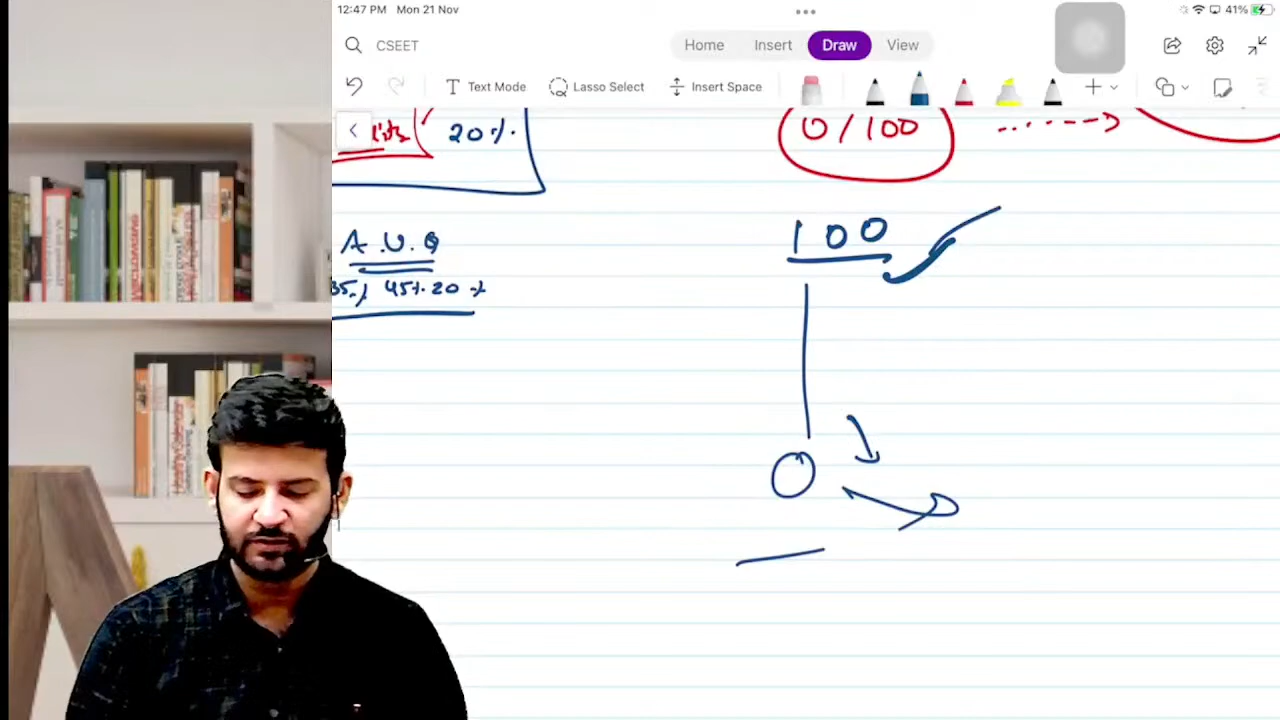 12:47 PM Mon 21 Nov
41%
CSEET
Home Insert Draw View
Text Mode Lasso Select Insert Space
20%
0/100
100
A.U.Q
35% 45% 20%
0